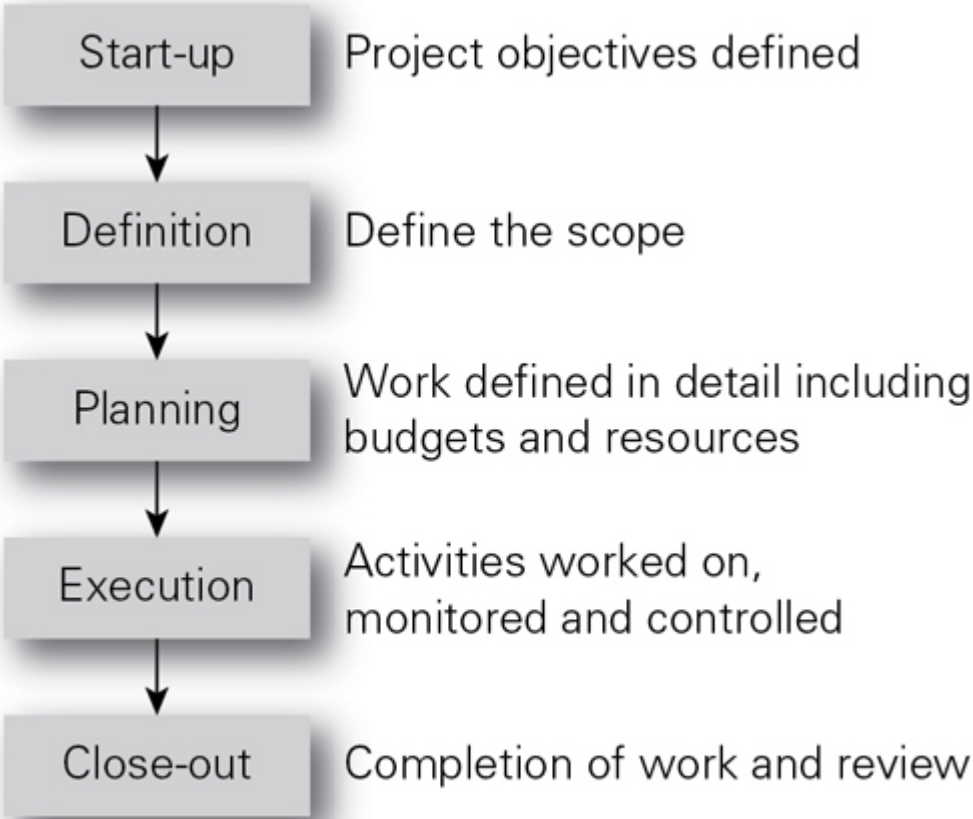 Start-up
Project objectives defined
Definition
Define the scope
Planning
Work defined in detail including
budgets and resources
Execution
Activities worked on,
monitored and controlled
Close-out
Completion of work and review